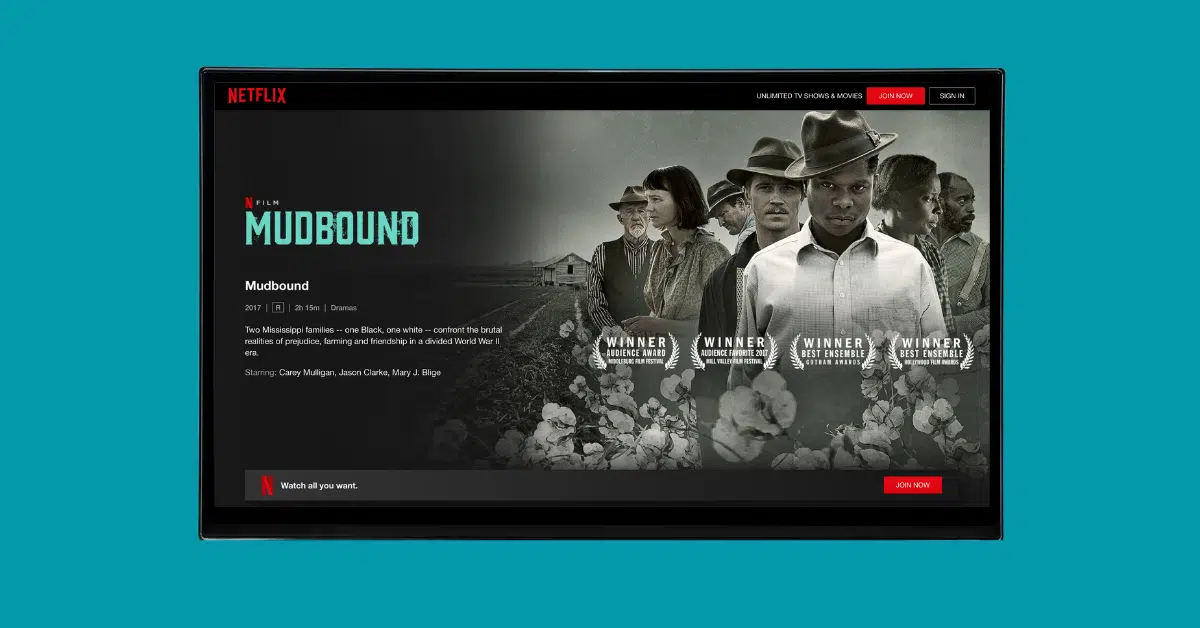 NETFLIX
UNLIMITED TV SHOWS & MOVIES
JOIN NOW
SIGN IN
N FILM
MUDBOUND
Mudbound
2017 | R | 2h 15m | Dramas
Two Mississippi families -- one Black, one white -- confront the brutal
realities of prejudice, farming and friendship in a divided World War II
era.
Starring: Carey Mulligan, Jason Clarke, Mary J. Blige
WINNER
AUDIENCE AWARD
MIDDLEBURG FILM FESTIVAL
WINNER
AUDIENCE FAVORITE 2017
MILL VALLEY FILM FESTIVAL
WINNER
BEST ENSEMBLE
GOTHAM AWARDS
WINNER
BEST ENSEMBLE
HOLLYWOOD FILM AWARDS
N
Watch all you want.
JOIN NOW